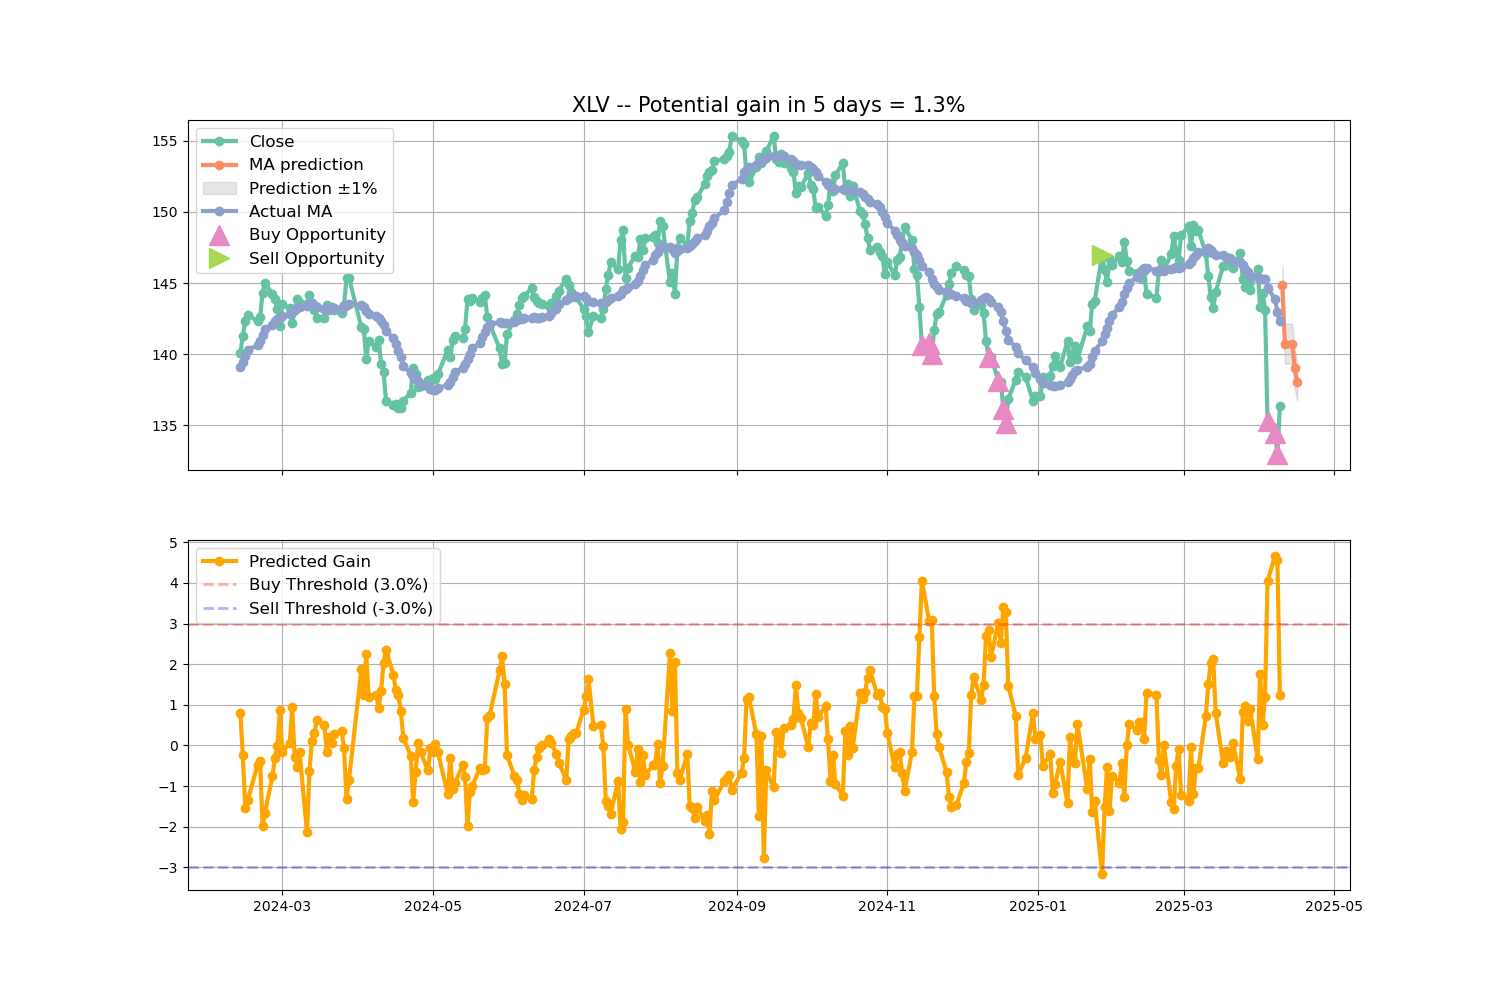 XLV -- Potential gain in 5 days = 1.3%
155
150
145
140
135
Close
MA prediction
Prediction ±1%
Actual MA
Buy Opportunity
Sell Opportunity
5
4
3
2
1
0
−1
−2
−3
Predicted Gain
Buy Threshold (3.0%)
Sell Threshold (-3.0%)
2024-03 2024-05 2024-07 2024-09 2024-11 2025-01 2025-03 2025-05